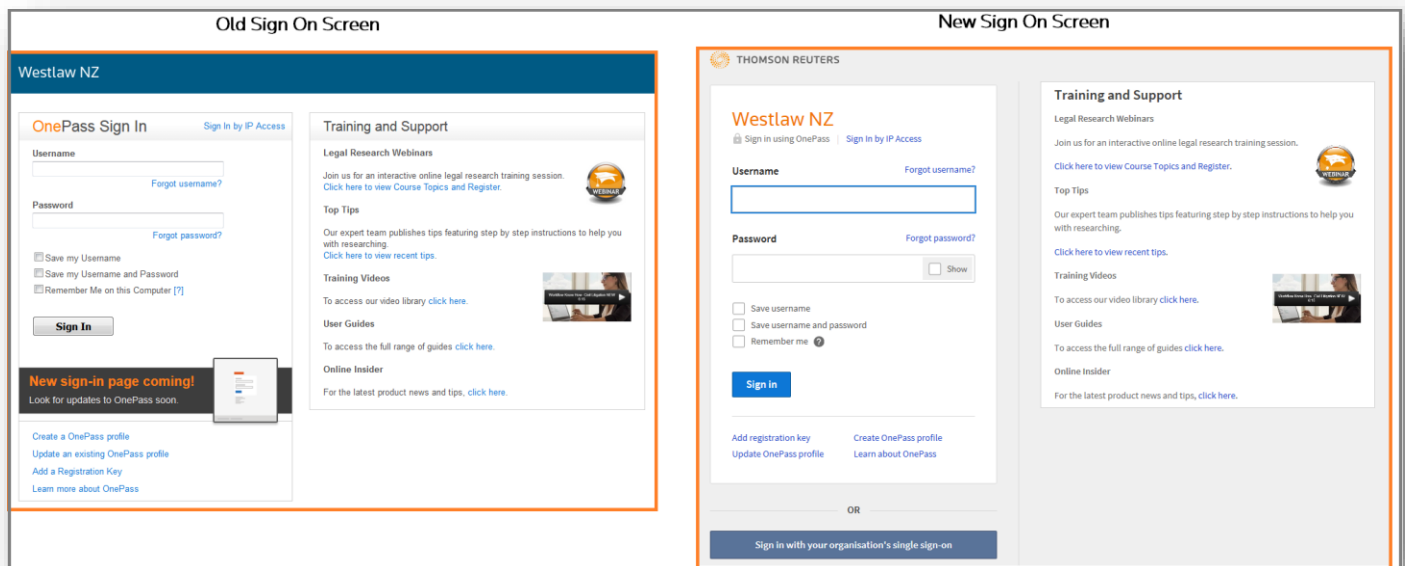 Old Sign On Screen
Westlaw NZ
OnePass Sign In
Sign In by IP Access
Username
Forgot username?
Password
Forgot password?
Save my Username
Save my Username and Password
Remember Me on this Computer [?]
Sign In
New sign-in page coming!
Look for updates to OnePass soon.
Create a OnePass profile
Update an existing OnePass profile
Add a Registration Key
Learn more about OnePass
Training and Support
Legal Research Webinars
Join us for an interactive online legal research training session.
Click here to view Course Topics and Register.
WEBINAR
Top Tips
Our expert team publishes tips featuring step by step instructions to help you
with researching.
Click here to view recent tips.
Training Videos
To access our video library click here.
User Guides
To access the full range of guides click here.
Online Insider
For the latest product news and tips, click here.
New Sign On Screen
THOMSON REUTERS
Westlaw NZ
Sign in using OnePass | Sign In by IP Access
Username
Forgot username?
Password
Forgot password?
Show
Save username
Save username and password
Remember me ?
Sign in
Add registration key
Create OnePass profile
Update OnePass profile
Learn about OnePass
OR
Sign in with your organisation's single sign-on
Training and Support
Legal Research Webinars
Join us for an interactive online legal research training session.
Click here to view Course Topics and Register.
WEBINAR
Top Tips
Our expert team publishes tips featuring step by step instructions to help you
with researching.
Click here to view recent tips.
Training Videos
To access our video library click here.
User Guides
To access the full range of guides click here.
Online Insider
For the latest product news and tips, click here.